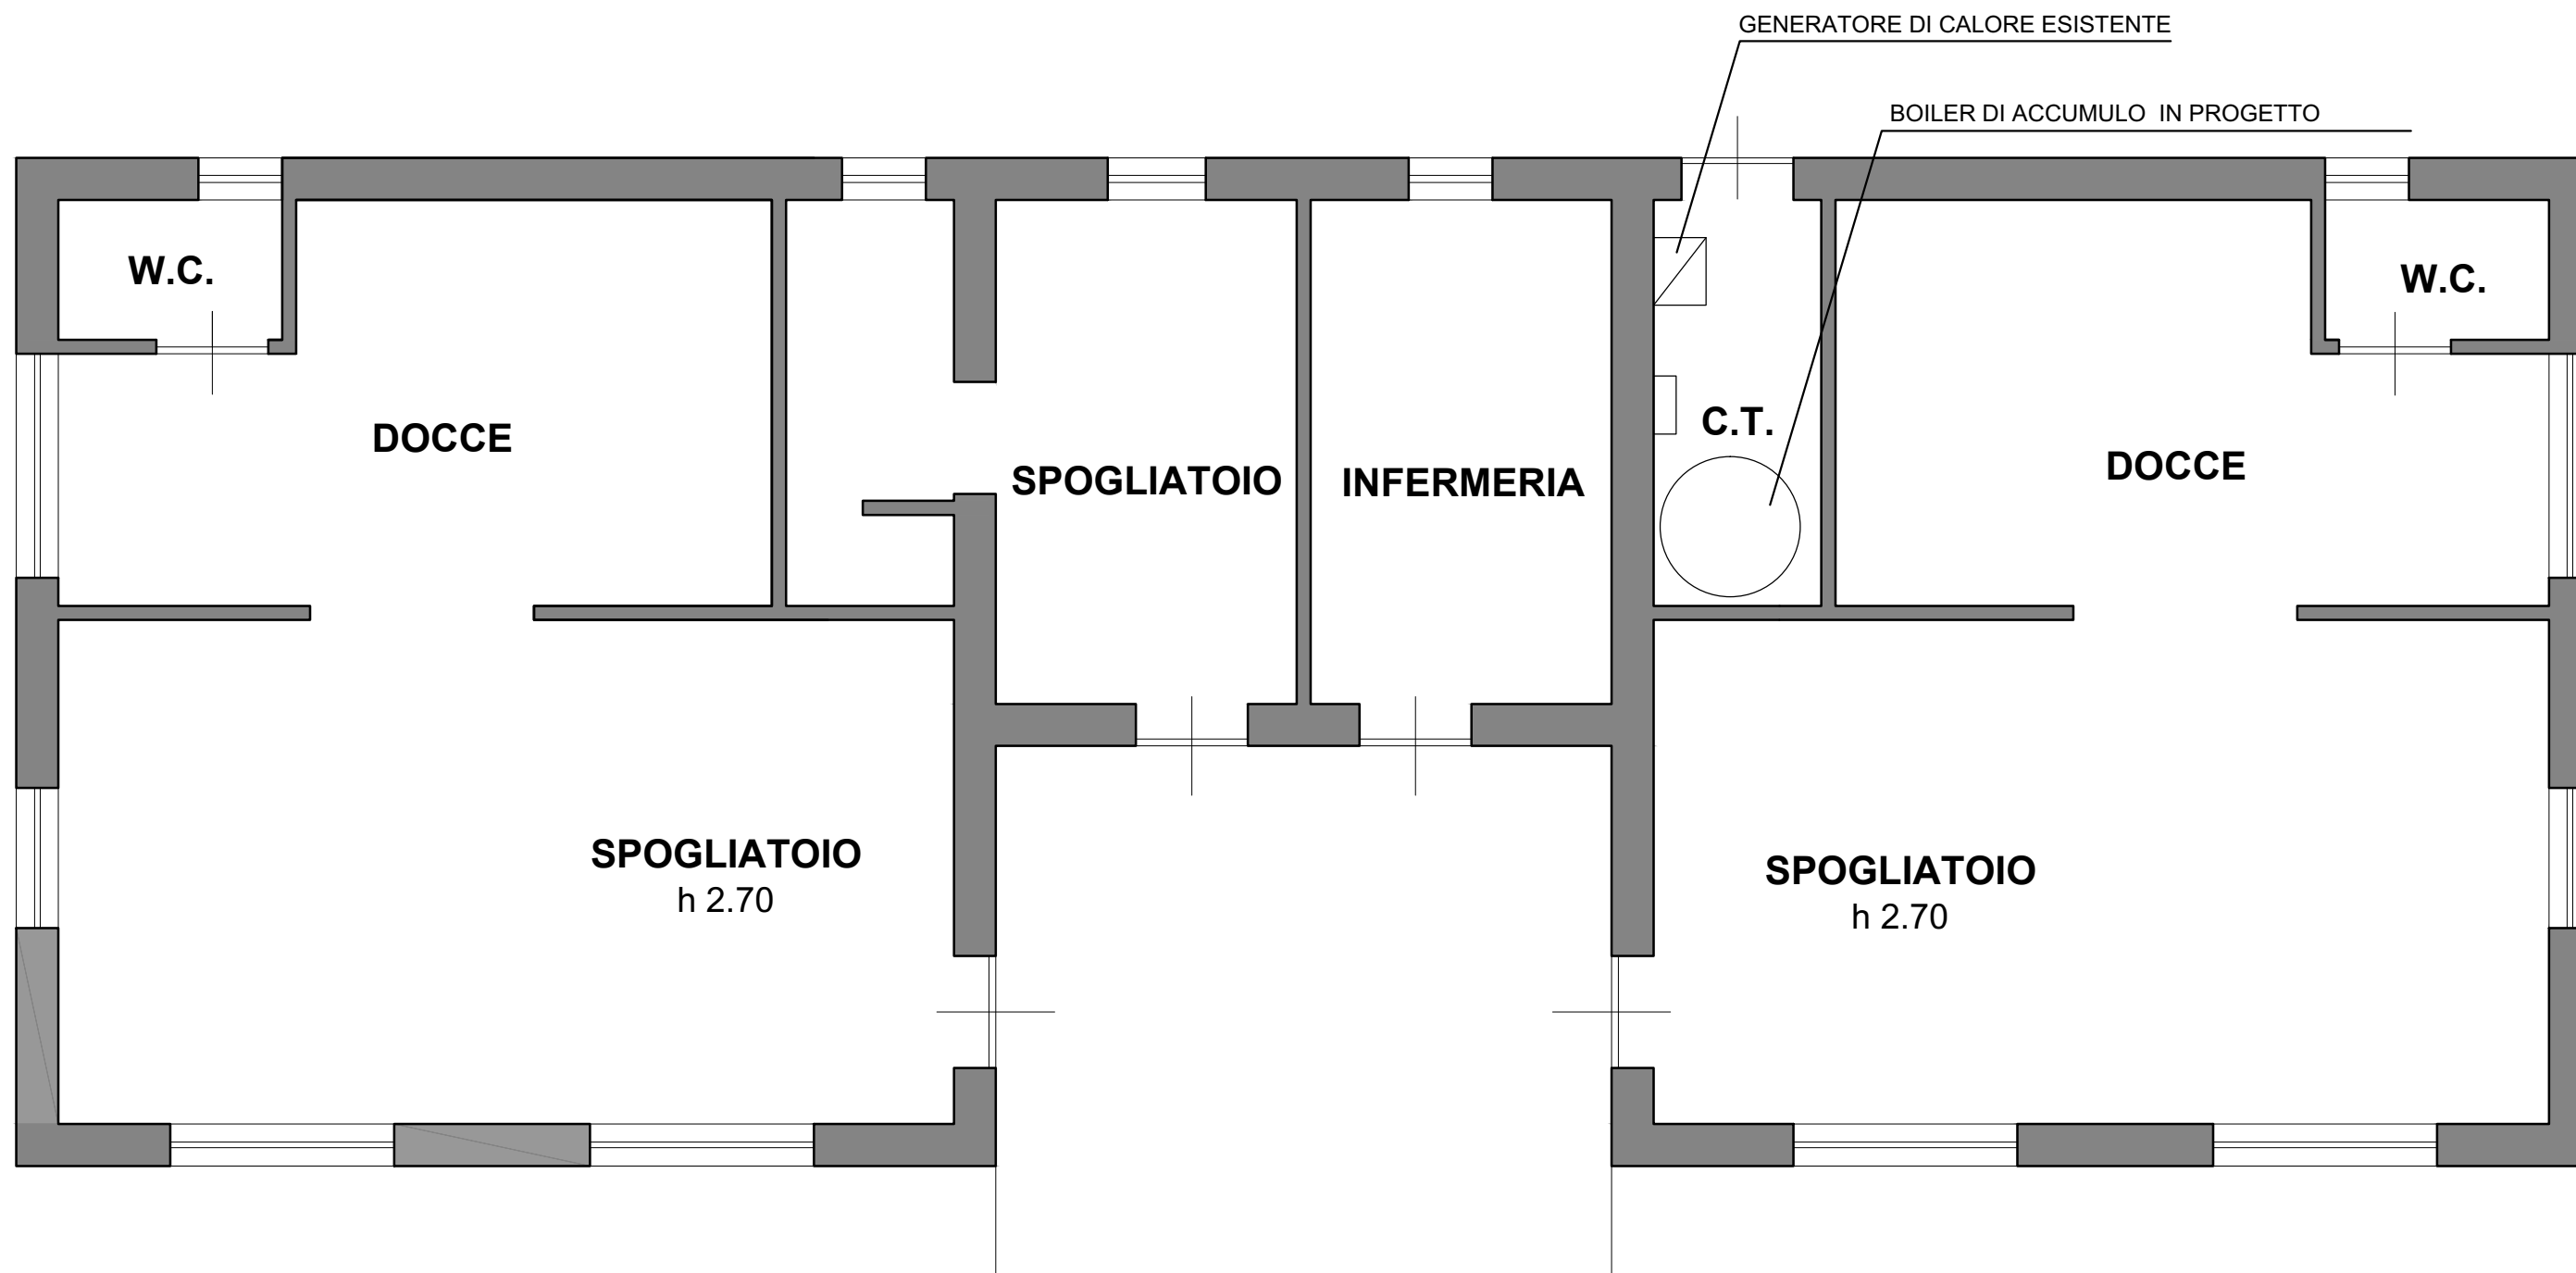 GENERATORE DI CALORE ESISTENTE
BOILER DI ACCUMULO IN PROGETTO
W.C.
W.C.
DOCCE
C.T.
DOCCE
SPOGLIATOIO
INFERMERIA
SPOGLIATOIO
h 2.70
SPOGLIATOIO
h 2.70